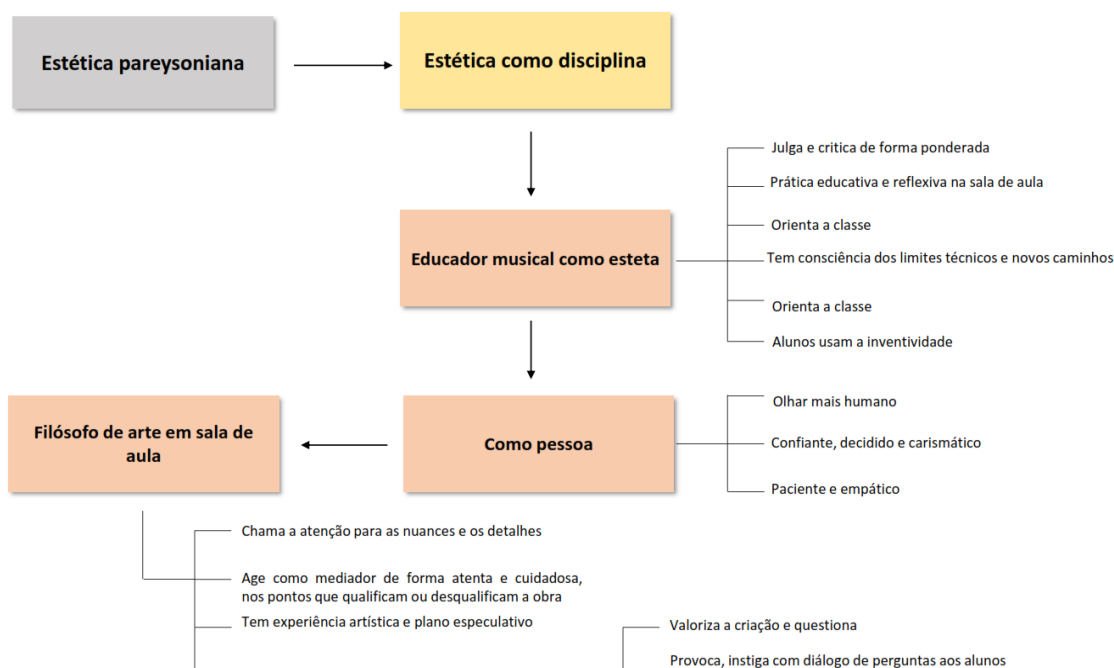 Estética pareysoniana
Estética como disciplina
Julga e critica de forma ponderada
Prática educativa e reflexiva na sala de aula
Orienta a classe
Educador musical como esteta
Tem consciência dos limites técnicos e novos caminhos
Orienta a classe
Alunos usam a inventividade
Filósofo de arte em sala de
aula
Como pessoa
Olhar mais humano
Confiante, decidido e carismático
Paciente e empático
Chama a atenção para as nuances e os detalhes
Age como mediador de forma atenta e cuidadosa,
nos pontos que qualificam ou desqualificam a obra
Tem experiência artística e plano especulativo
Valoriza a criação e questiona
Provoca, instiga com diálogo de perguntas aos alunos